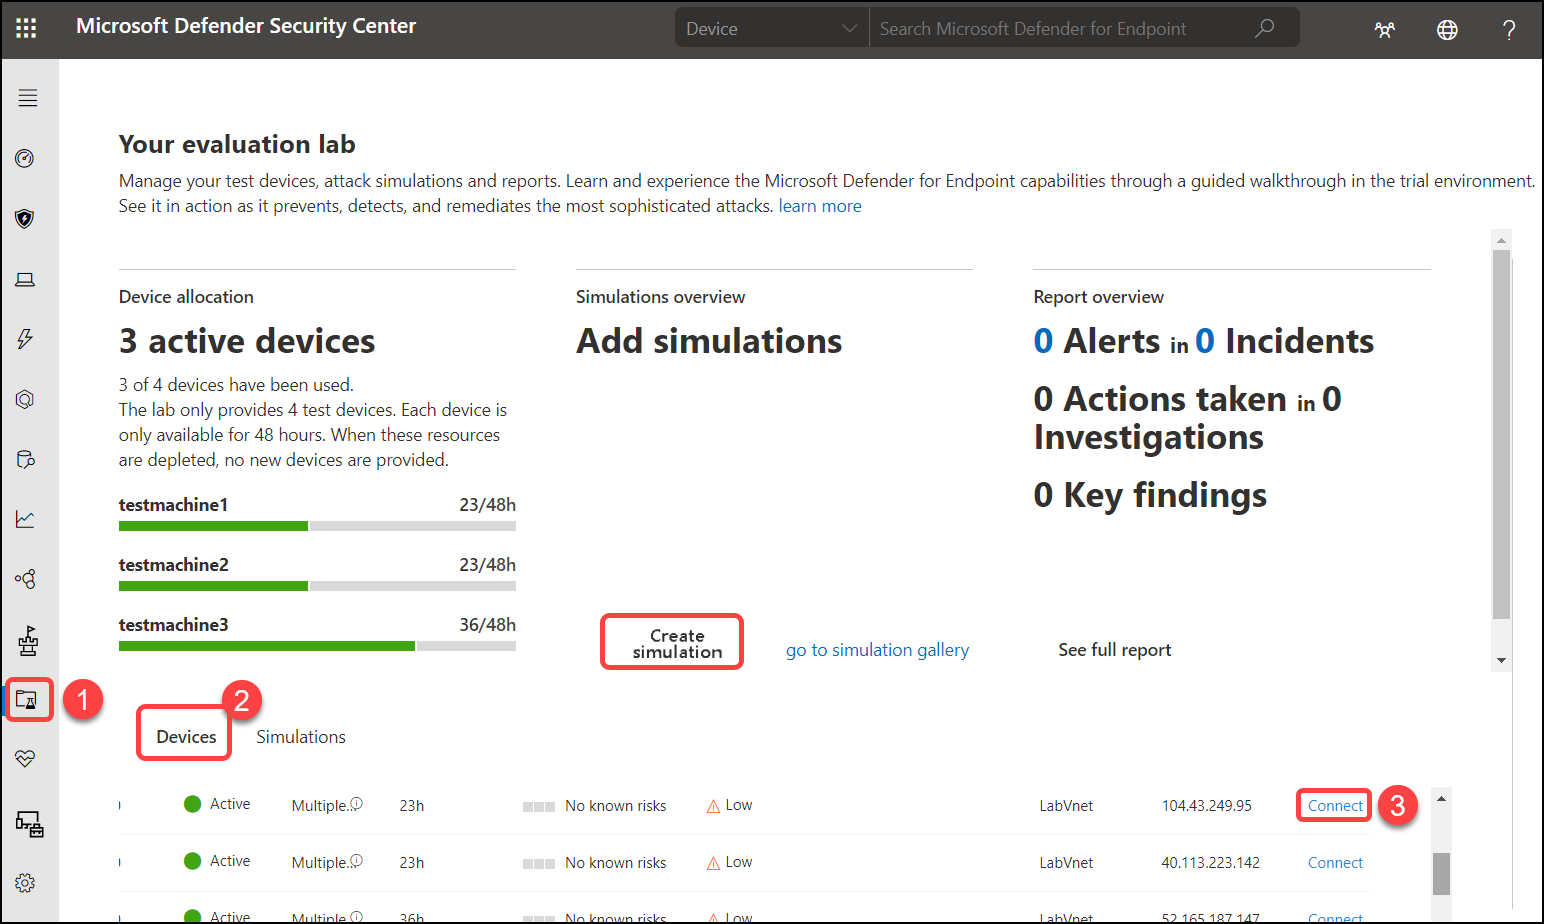 Microsoft Defender Security Center
Device
Search Microsoft Defender for Endpoint
?
Your evaluation lab
Manage your test devices, attack simulations and reports. Learn and experience the Microsoft Defender for Endpoint capabilities through a guided walkthrough in the trial environment.
See it in action as it prevents, detects, and remediates the most sophisticated attacks. learn more
Device allocation
3 active devices
3 of 4 devices have been used.
The lab only provides 4 test devices. Each device is
only available for 48 hours. When these resources
are depleted, no new devices are provided.
testmachine1 23/48h
testmachine2 23/48h
testmachine3 36/48h
Simulations overview
Add simulations
Create
simulation
go to simulation gallery
Report overview
0 Alerts in 0 Incidents
0 Actions taken in 0
Investigations
0 Key findings
See full report
1
2
Devices Simulations
Active Multiple... 23h No known risks Low LabVnet 104.43.249.95 Connect 3
Active Multiple... 23h No known risks Low LabVnet 40.113.223.142 Connect
Active Multiple... 36h No known risks Low LabVnet 52.165.187.147 Connect